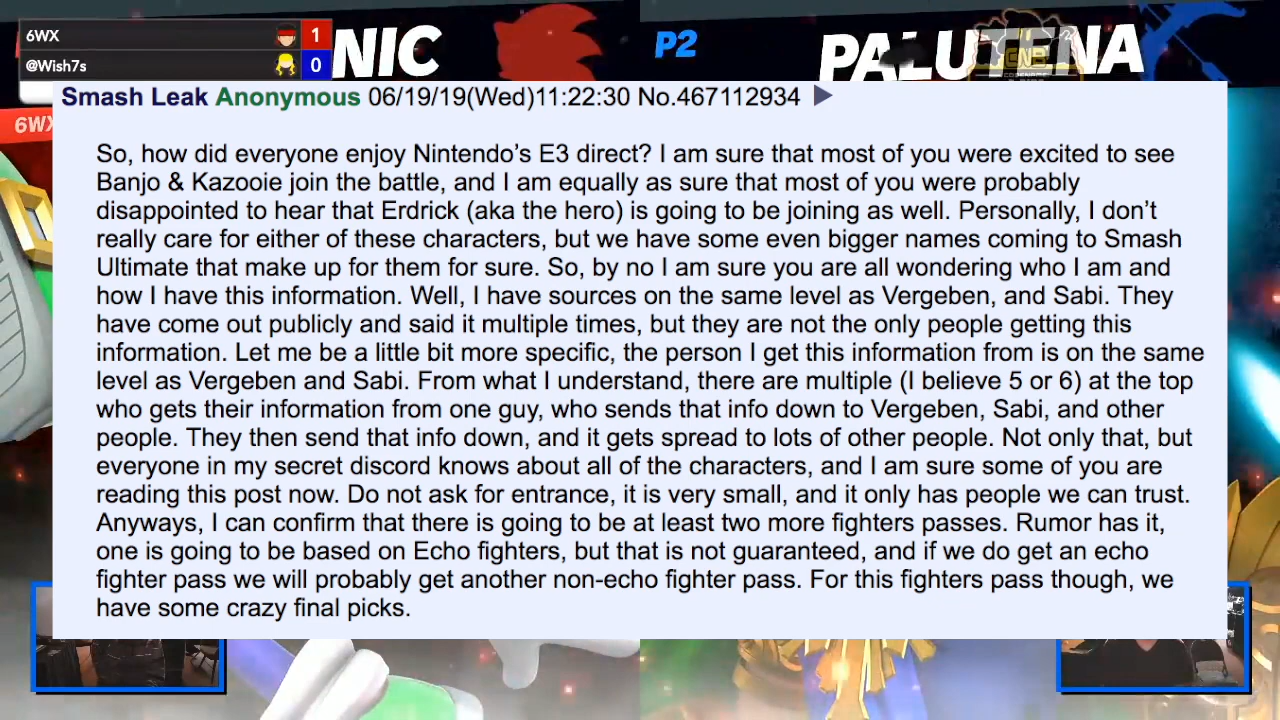 6WX 1
@Wish7s 0
NIC
P2
PALUTENA
6WX
Smash Leak Anonymous 06/19/19(Wed)11:22:30 No.467112934
So, how did everyone enjoy Nintendo’s E3 direct? I am sure that most of you were excited to see
Banjo & Kazooie join the battle, and I am equally as sure that most of you were probably
disappointed to hear that Erdrick (aka the hero) is going to be joining as well. Personally, I don’t
really care for either of these characters, but we have some even bigger names coming to Smash
Ultimate that make up for them for sure. So, by no I am sure you are all wondering who I am and
how I have this information. Well, I have sources on the same level as Vergeben, and Sabi. They
have come out publicly and said it multiple times, but they are not the only people getting this
information. Let me be a little bit more specific, the person I get this information from is on the same
level as Vergeben and Sabi. From what I understand, there are multiple (I believe 5 or 6) at the top
who gets their information from one guy, who sends that info down to Vergeben, Sabi, and other
people. They then send that info down, and it gets spread to lots of other people. Not only that, but
everyone in my secret discord knows about all of the characters, and I am sure some of you are
reading this post now. Do not ask for entrance, it is very small, and it only has people we can trust.
Anyways, I can confirm that there is going to be at least two more fighters passes. Rumor has it,
one is going to be based on Echo fighters, but that is not guaranteed, and if we do get an echo
fighter pass we will probably get another non-echo fighter pass. For this fighters pass though, we
have some crazy final picks.